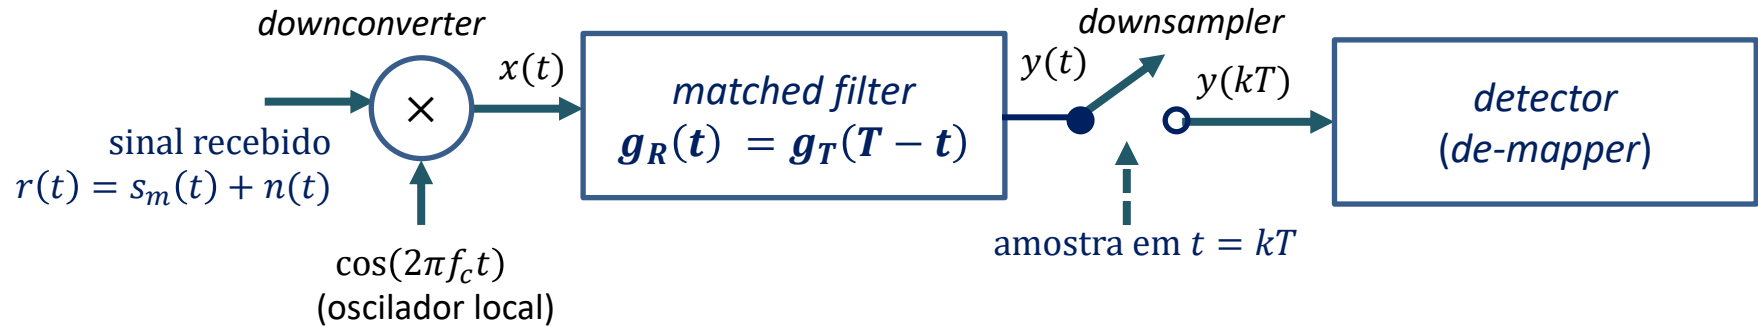 downconverter
downsampler
x(t)
y(t)
y(kT)
×
matched filter
g_R(t) = g_T(T − t)
detector
(de-mapper)
sinal recebido
r(t) = s_m(t) + n(t)
amostra em t = kT
cos(2πf_c t)
(oscilador local)